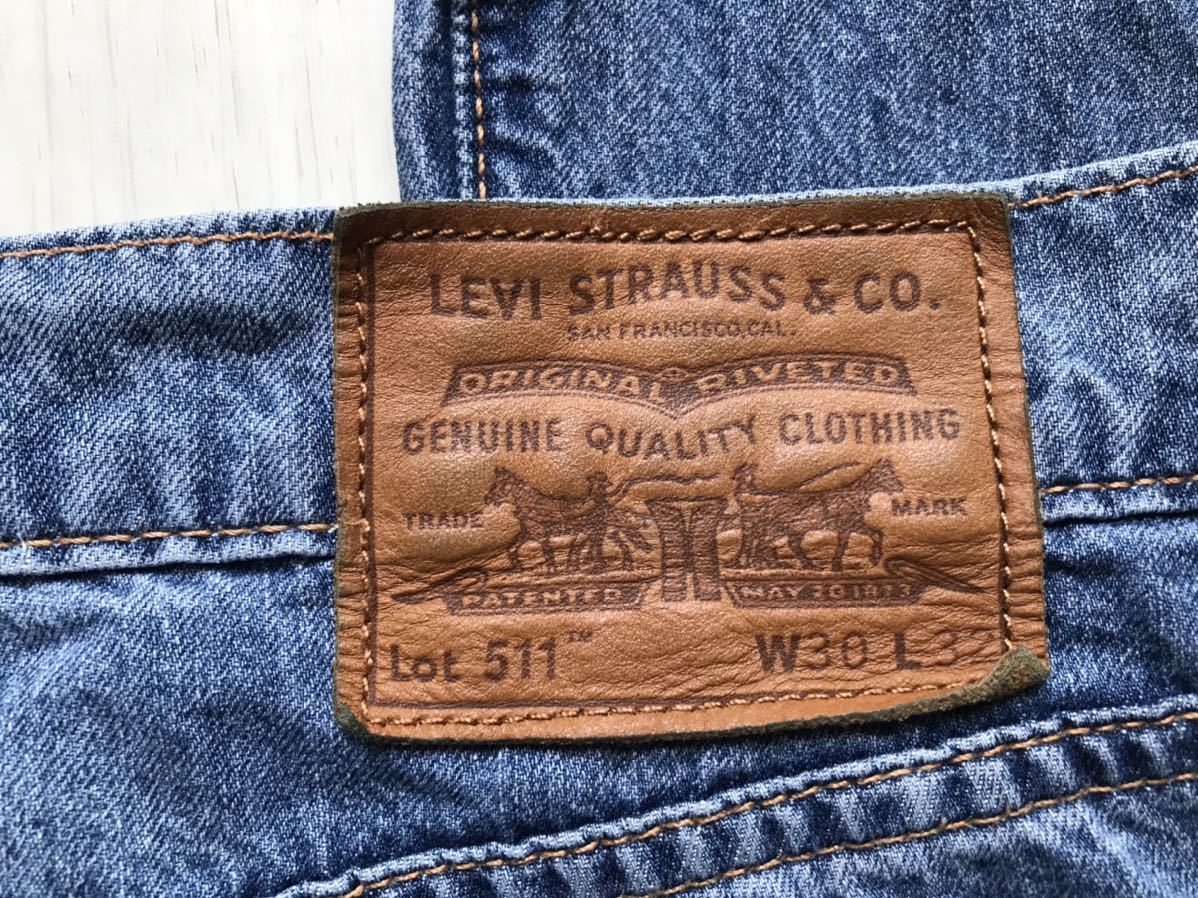 LEVI STRAUSS & CO.
SAN FRANCISCO, CAL.
ORIGINAL ® RIVETED
GENUINE QUALITY CLOTHING
TRADE MARK
PATENTED MAY 20 1873
Lot 511™ W30 L32